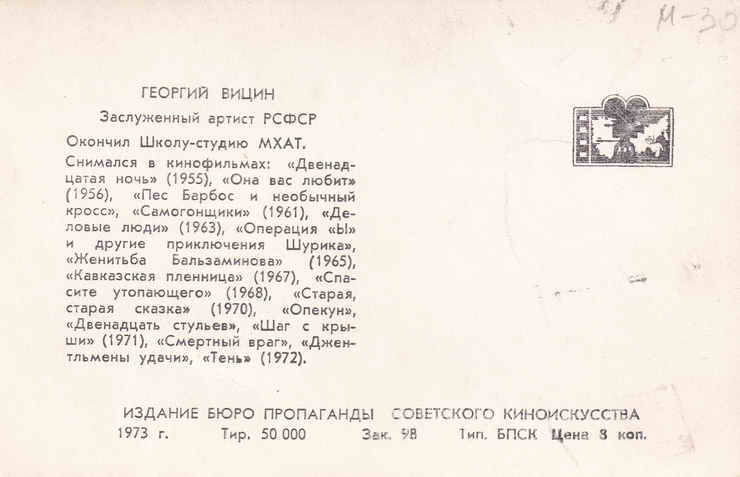 М-30
ГЕОРГИЙ ВИЦИН
Заслуженный артист РСФСР
Окончил Школу-студию МХАТ.
Снимался в кинофильмах: «Двенад-
цатая ночь» (1955), «Она вас любит»
(1956), «Пес Барбос и необычный
кросс», «Самогонщики» (1961), «Де-
ловые люди» (1963), «Операция «Ы»
и другие приключения Шурика»,
«Женитьба Бальзаминова» (1965),
«Кавказская пленница» (1967), «Спа-
сите утопающего» (1968), «Старая,
старая сказка» (1970), «Опекун»,
«Двенадцать стульев», «Шаг с кры-
ши» (1971), «Смертный враг», «Джен-
тльмены удачи», «Тень» (1972).
ИЗДАНИЕ БЮРО ПРОПАГАНДЫ СОВЕТСКОГО КИНОИСКУССТВА
1973 г. Тир. 50 000 Зак. 98 Тип. БПСК Цена 8 коп.